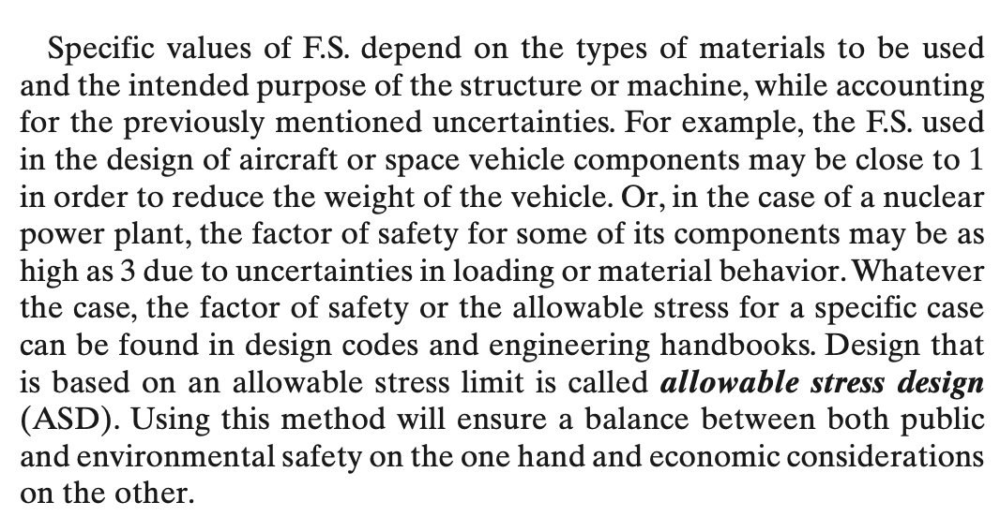 Specific values of F.S. depend on the types of materials to be used
and the intended purpose of the structure or machine, while accounting
for the previously mentioned uncertainties. For example, the F.S. used
in the design of aircraft or space vehicle components may be close to 1
in order to reduce the weight of the vehicle. Or, in the case of a nuclear
power plant, the factor of safety for some of its components may be as
high as 3 due to uncertainties in loading or material behavior. Whatever
the case, the factor of safety or the allowable stress for a specific case
can be found in design codes and engineering handbooks. Design that
is based on an allowable stress limit is called allowable stress design
(ASD). Using this method will ensure a balance between both public
and environmental safety on the one hand and economic considerations
on the other.